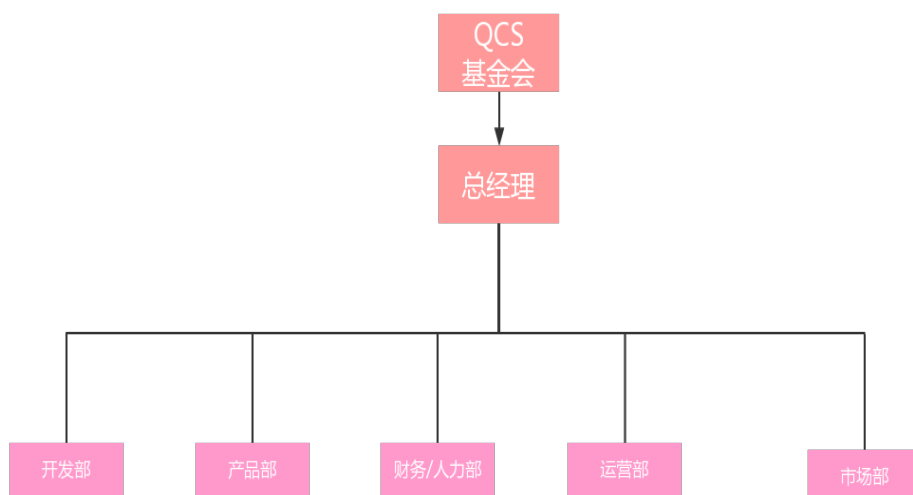 QCS
基金会
总经理
开发部
产品部
财务/人力部
运营部
市场部